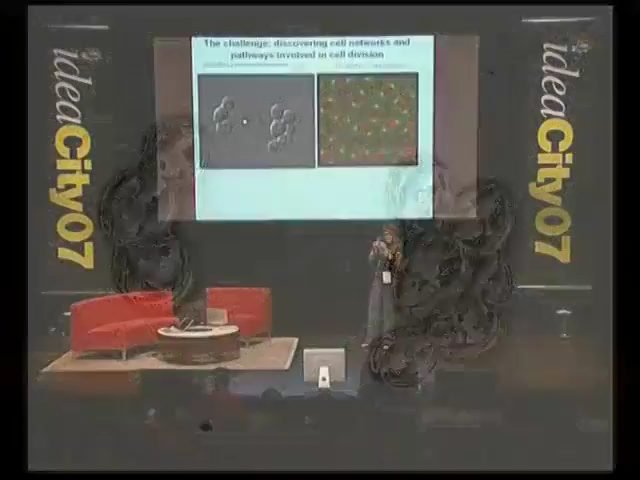 The challenge: discovering cell networks and
pathways involved in cell division
ideaCity07
ideaCity07